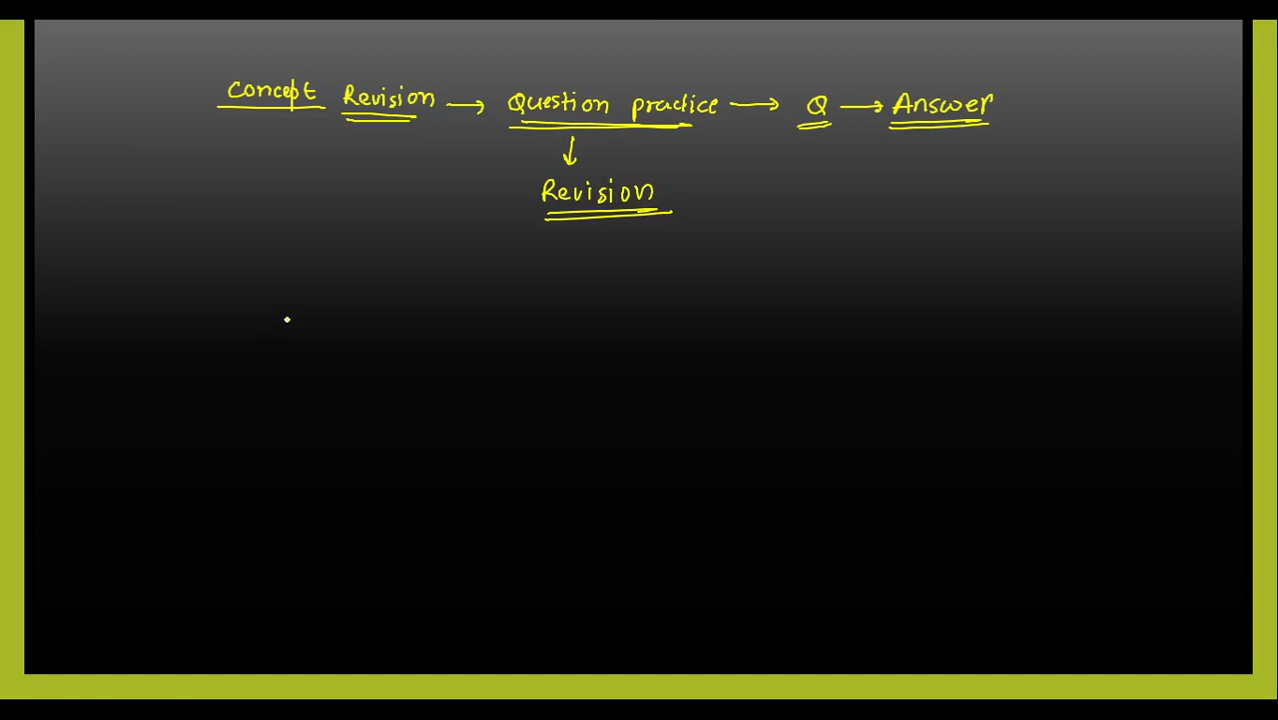 Concept Revision → Question practice → Q → Answer
↓
Revision